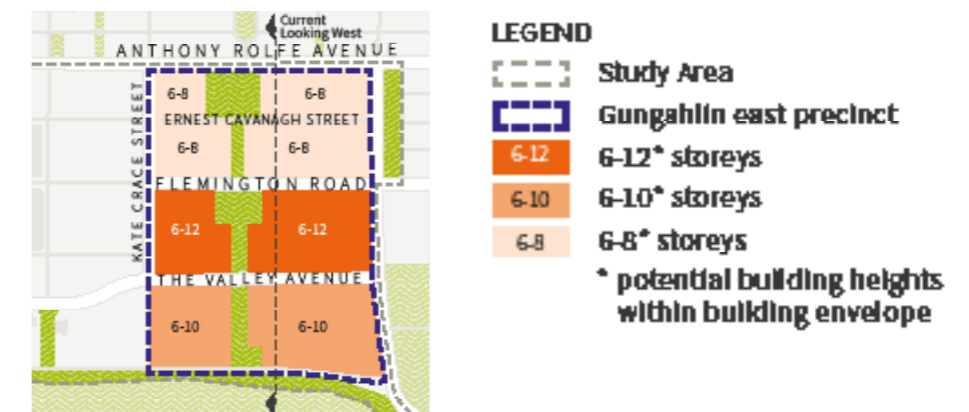 Current
Looking West
ANTHONY ROLFE AVENUE
6-8
6-8
ERNEST CAVANAGH STREET
6-8
6-8
KATE CRACE STREET
FLEMINGTON ROAD
6-12
6-12
THE VALLEY AVENUE
6-10
6-10
LEGEND
Study Area
Gungahlin east precinct
6-12 6-12* storeys
6-10 6-10* storeys
6-8 6-8* storeys
* potential building heights
within building envelope